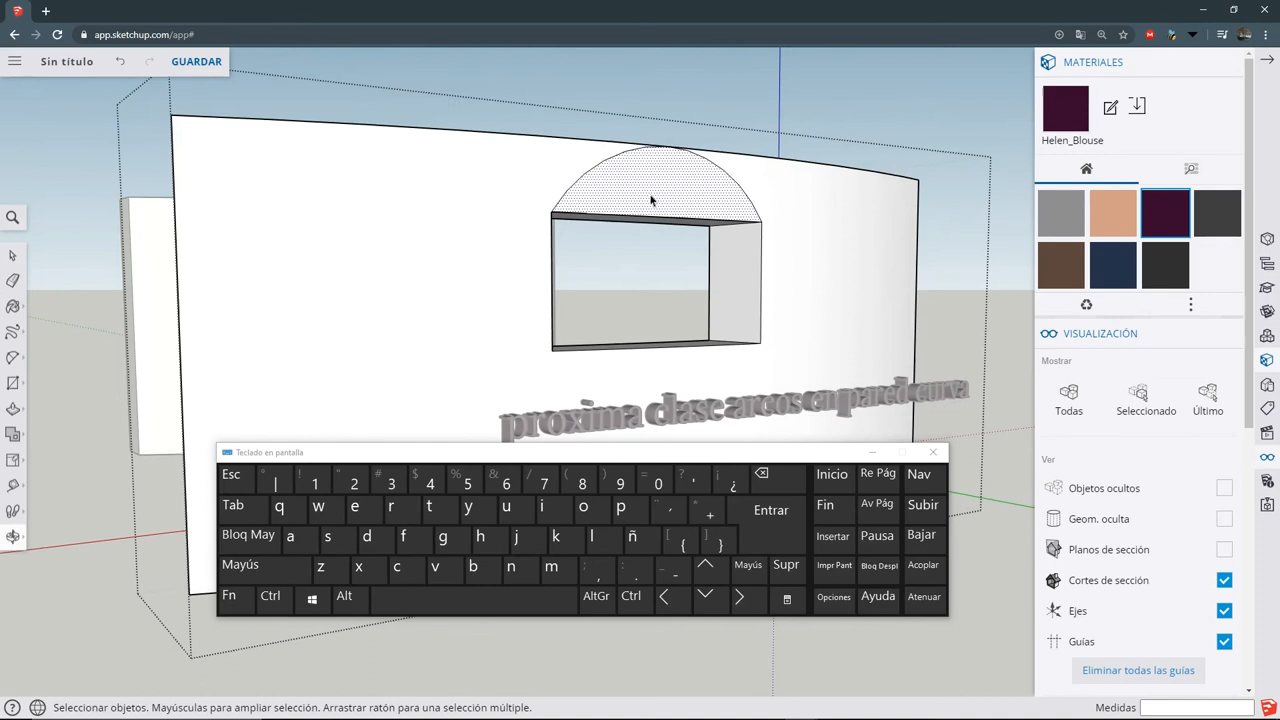 app.sketchup.com/app#
Sin título
GUARDAR
MATERIALES
Helen_Blouse
VISUALIZACIÓN
Mostrar
Todas
Seleccionado
Último
Ver
Objetos ocultos
Geom. oculta
Planos de sección
Cortes de sección
Ejes
Guías
Eliminar todas las guías
proxima clase arcos en pared curva
Teclado en pantalla
Esc ° | ! 1 " 2 # 3 $ 4 % 5 & 6 / 7 ( 8 ) 9 = 0 ? ' ¡ ¿ Inicio Re Pág Nav
Tab q w e r t y u i o p ¨ ´ * + Entrar Fin Av Pág Subir
Bloq May a s d f g h j k l ñ [ { ] } Insertar Pausa Bajar
Mayús z x c v b n m ; , : . _ - Mayús Supr Impr Pant Bloq Despl Acoplar
Fn Ctrl Alt AltGr Ctrl Opciones Ayuda Atenuar
Seleccionar objetos. Mayúsculas para ampliar selección. Arrastrar ratón para una selección múltiple.
Medidas